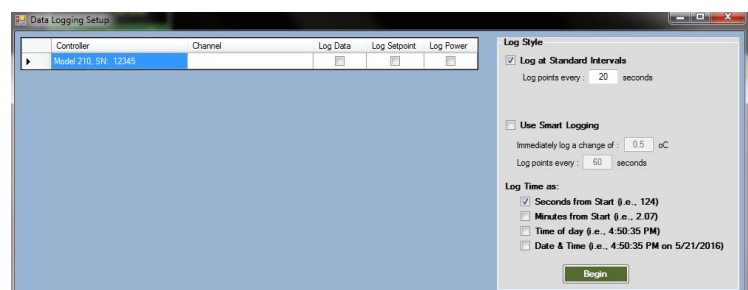 Data Logging Setup
Controller Channel Log Data Log Setpoint Log Power
Model 210, SN: 12345
Log Style
Log at Standard Intervals
Log points every : 20 seconds
Use Smart Logging
Immediately log a change of : 0.5 oC
Log points every : 60 seconds
Log Time as:
Seconds from Start (i.e., 124)
Minutes from Start (i.e., 2.07)
Time of day (i.e., 4:50:35 PM)
Date & Time (i.e., 4:50:35 PM on 5/21/2016)
Begin